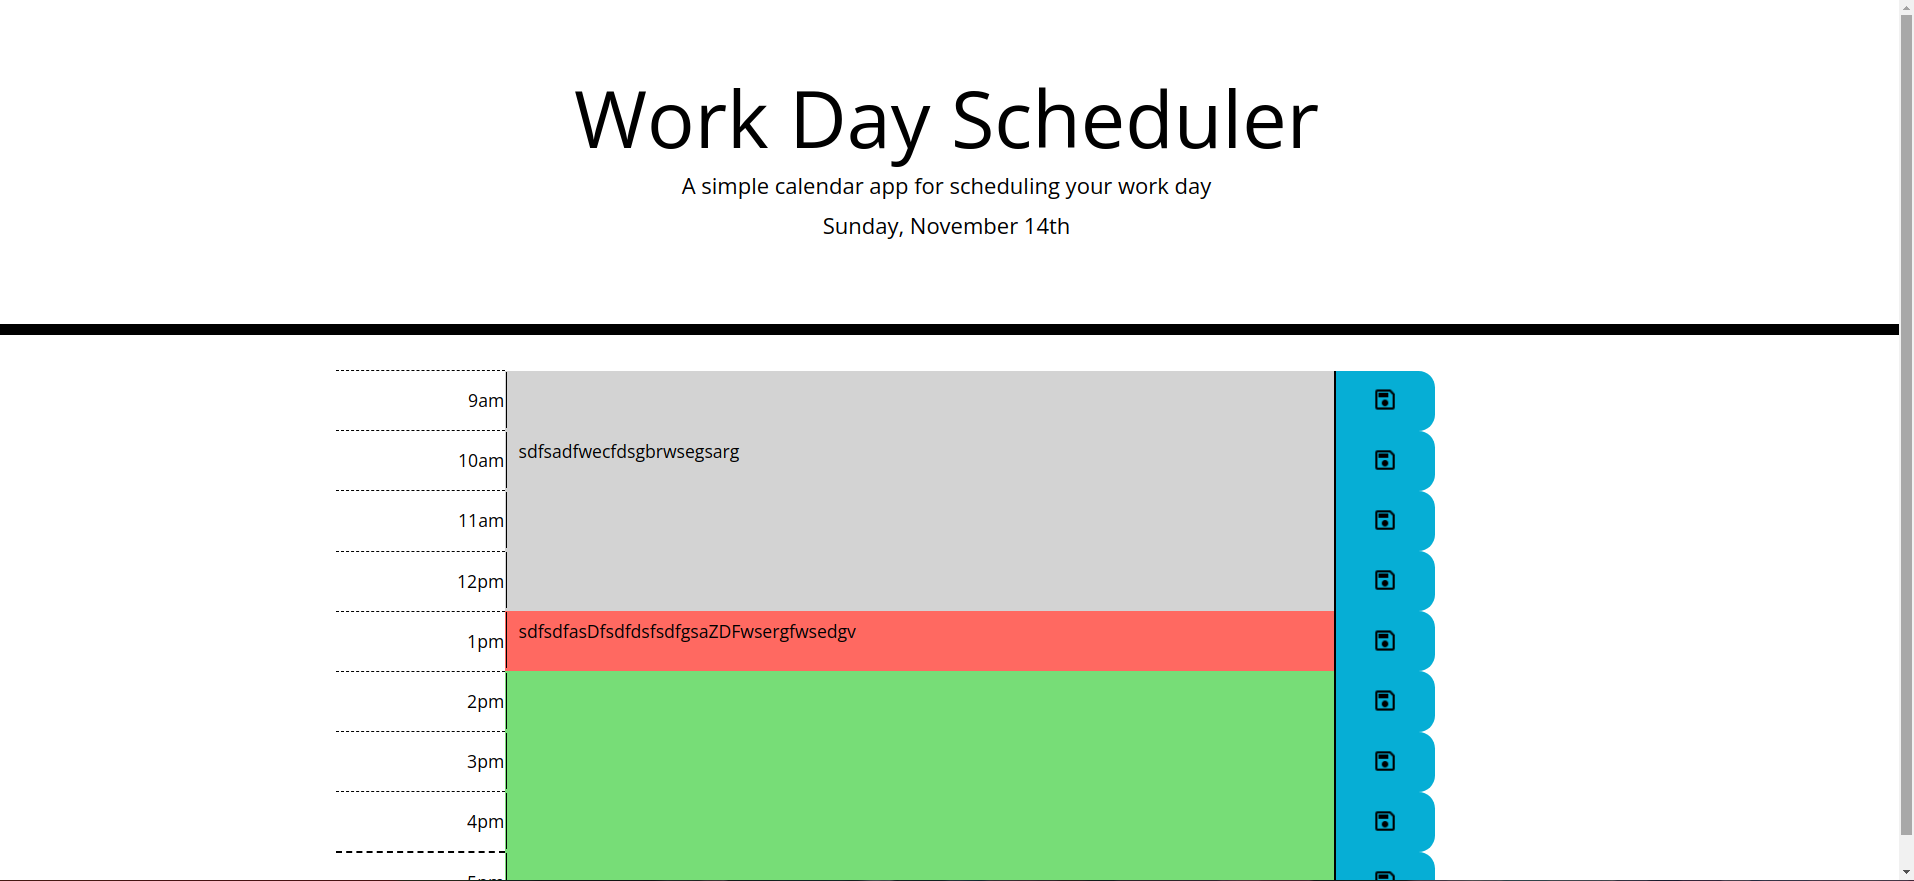 Work Day Scheduler
A simple calendar app for scheduling your work day
Sunday, November 14th
9am
10am
sdfsadfwecfdsgbrwsegsarg
11am
12pm
1pm
sdfsdfasDfsdfdsfsdfgsaZDFwsergfwsedgv
2pm
3pm
4pm